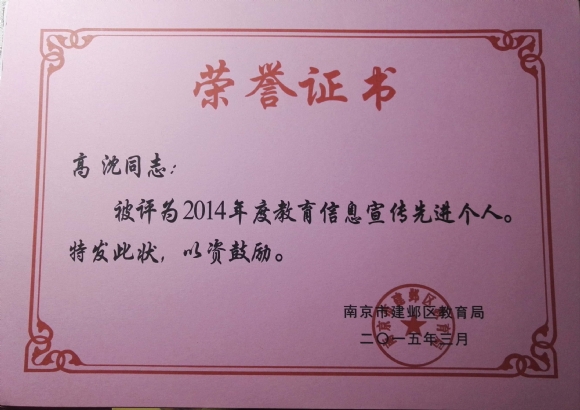 荣誉证书
高沈同志：
被评为2014年度教育信息宣传先进个人。
特发此状，以资鼓励。
南京市建邺区教育局
二〇一五年二月